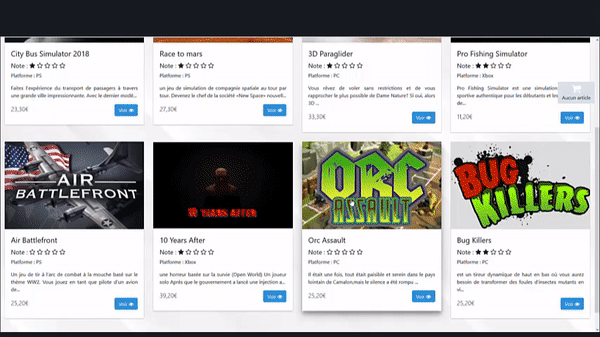 City Bus Simulator 2018
Note :
Platforme : PS
Faites l'expérience du transport de passagers à travers
une grande ville impressionnante. Avec le dernier modèl...
23,30€
Voir
Race to mars
Note :
Platforme : PS
un jeu de simulation de compagnie spatiale au tour par
tour. Devenez le chef de la société «New Space» nouvell...
27,30€
Voir
3D Paraglider
Note :
Platforme : PC
Vous rêvez de voler sans restrictions et de vous
rapprocher le plus possible de Dame Nature? Si oui, alors
3D ...
33,30€
Voir
Pro Fishing Simulator
Note :
Platforme : Xbox
Pro Fishing Simulator est une simulation
sportive authentique pour les débutants et les
de...
11,20€
Voir
Aucun article
AIR
BATTLEFRONT
Air Battlefront
Note :
Platforme : PS
Un jeu de tir à l'arc de combat à la mouche basé sur le
thème WW2. Vous jouez en tant que pilote d'un avion
de...
25,20€
Voir
10 YEARS AFTER
10 Years After
Note :
Platforme : Xbox
une horreur basée sur la survie (Open World) Un joueur
solo Après que le gouvernement a lancé une injection a...
39,20€
Voir
ORC
ASSAULT
Orc Assault
Note :
Platforme : PC
Il était une fois, tout était paisible et serein dans le pays
lointain de Camalon,mais le silence a été rompu ...
25,20€
Voir
BUG
KILLERS
Bug Killers
Note :
Platforme : PC
est un tireur dynamique de haut en bas où vous aurez
besoin de transformer des foules d'insectes mutants en
vi...
25,20€
Voir